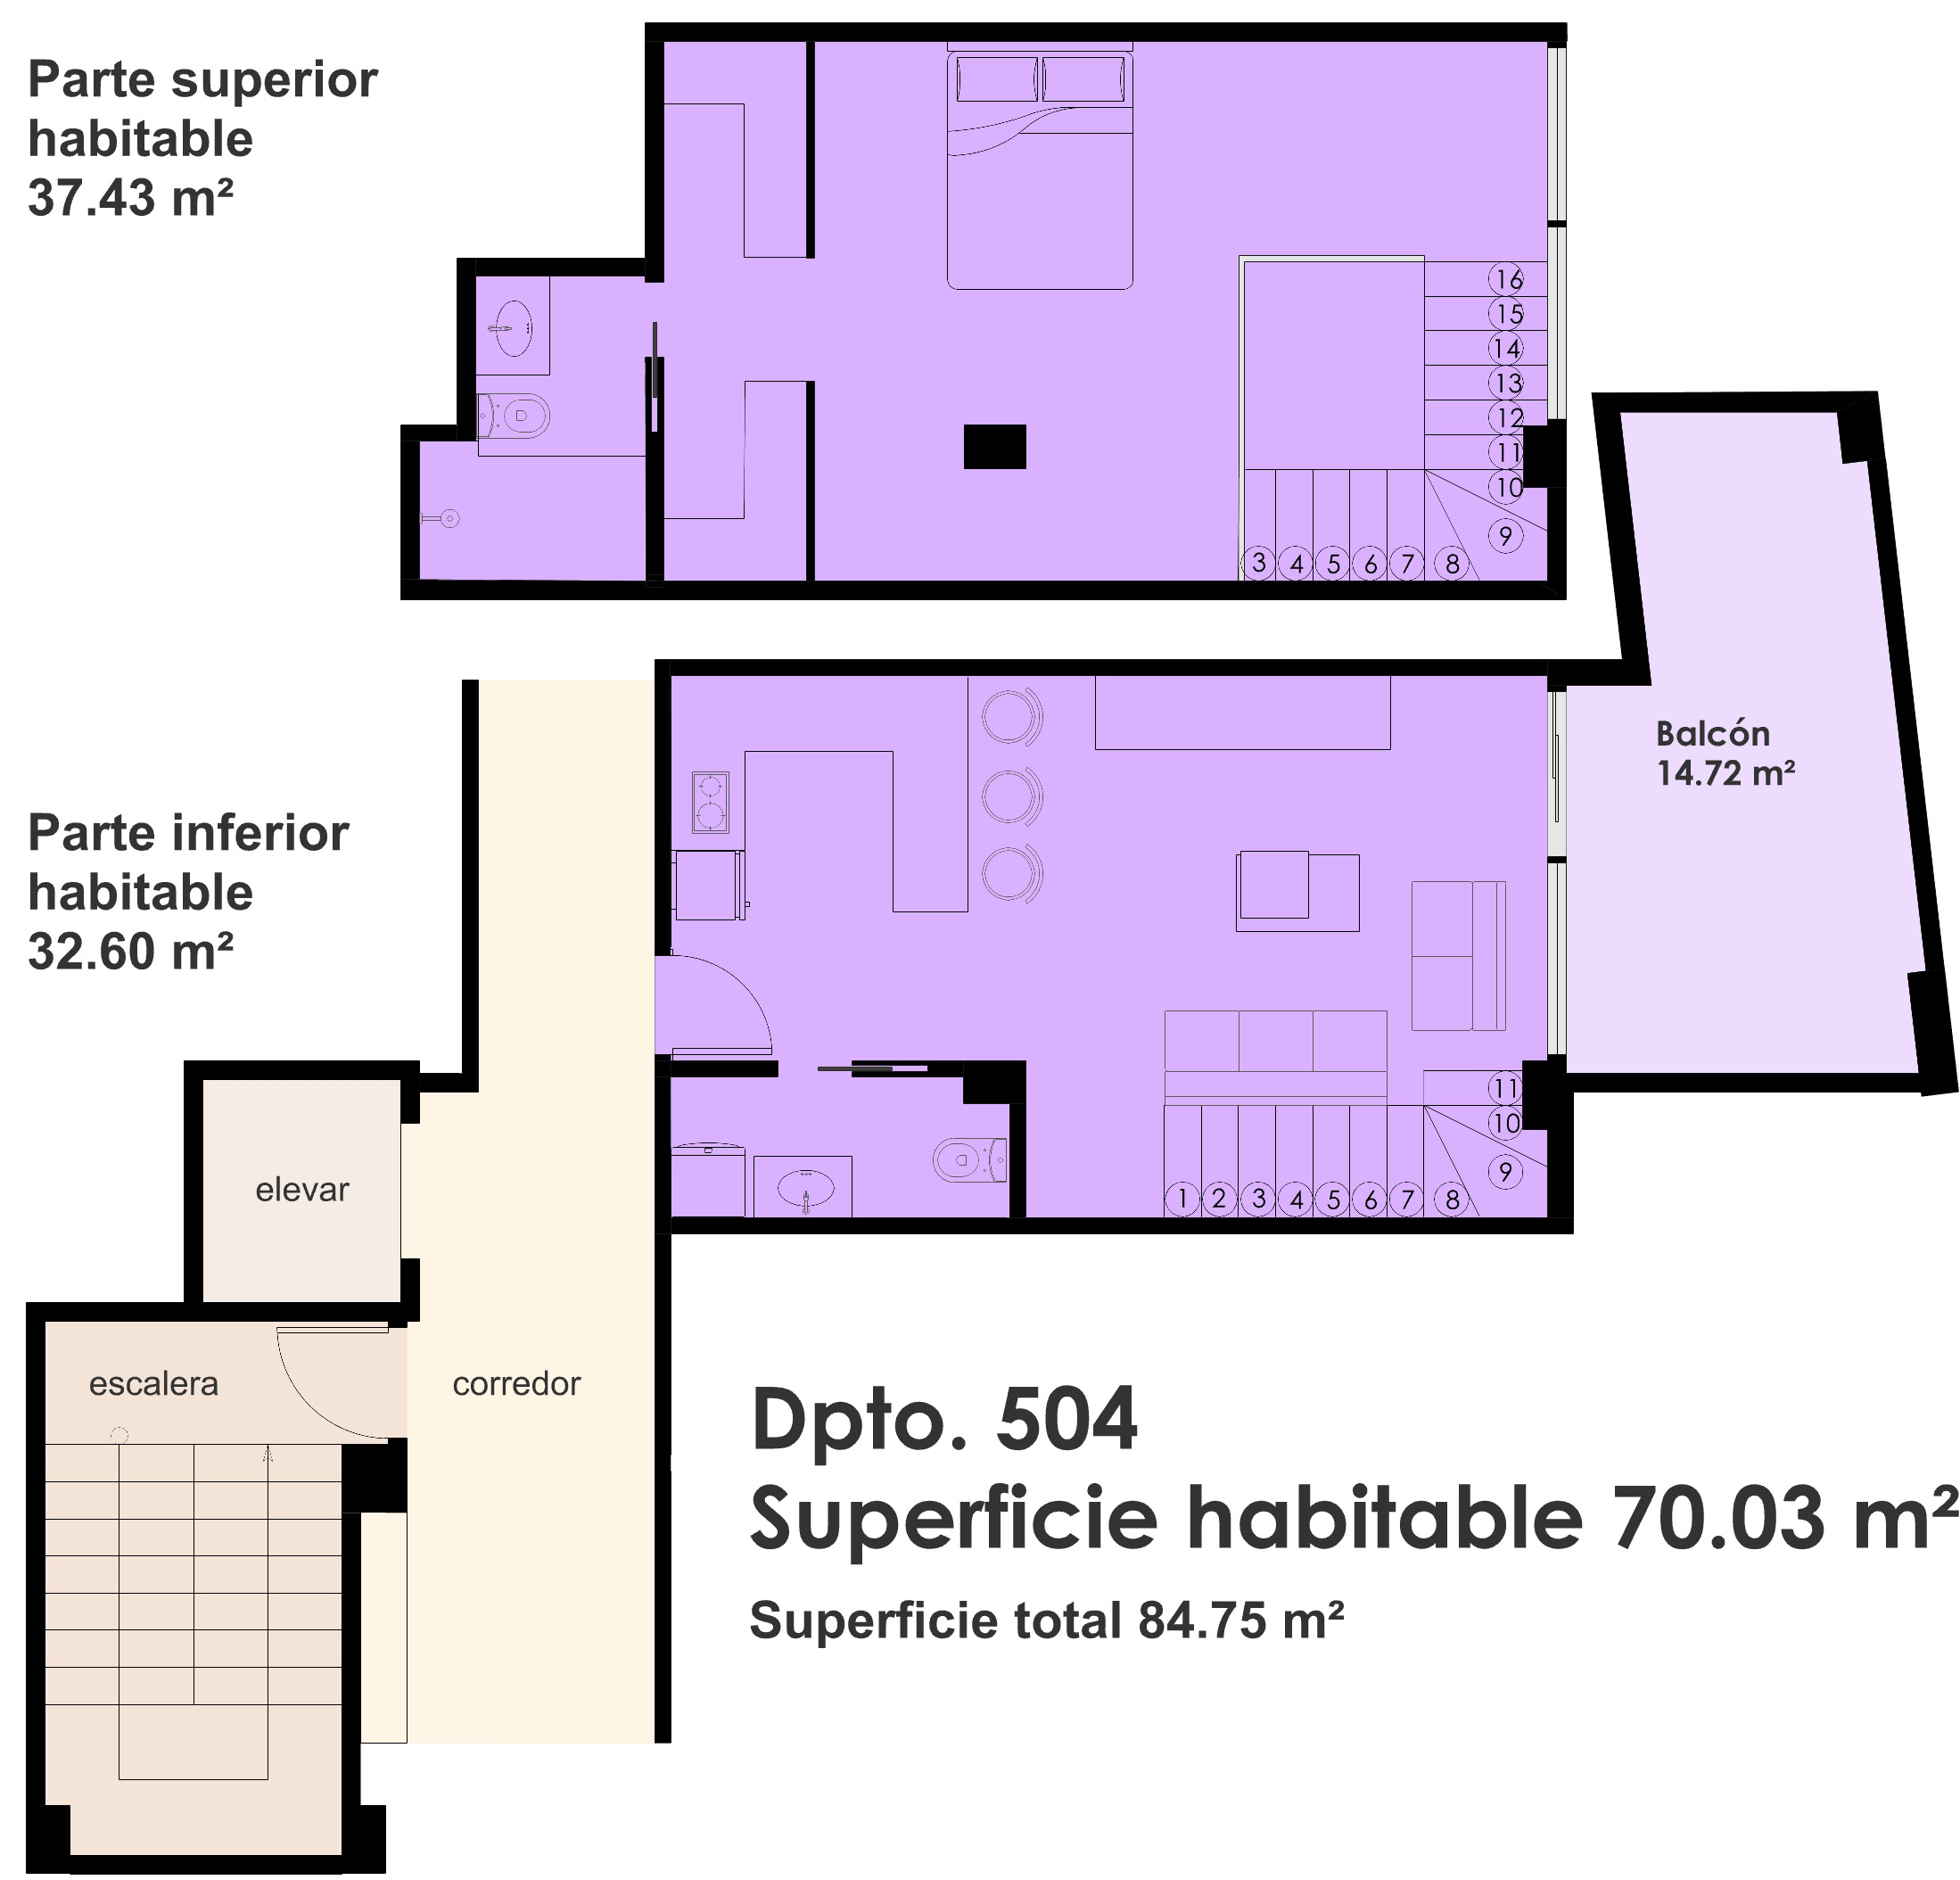 Parte superior
habitable
37.43 m²
16
15
14
13
12
11
10
9
3 4 5 6 7 8
Balcón
14.72 m²
Parte inferior
habitable
32.60 m²
11
10
9
1 2 3 4 5 6 7 8
elevar
escalera
corredor
Dpto. 504
Superficie habitable 70.03 m²
Superficie total 84.75 m²